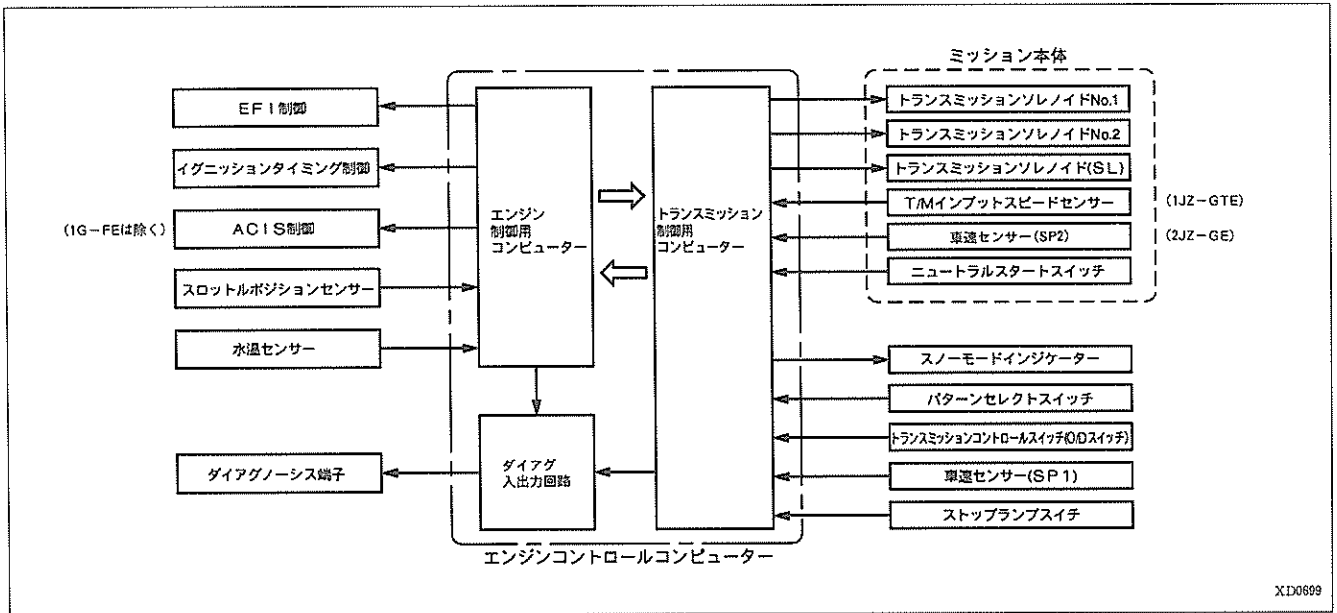 ミッション本体
EFI制御
イグニッションタイミング制御
(1G-FEは除く)
ACIS制御
スロットルポジションセンサー
水温センサー
ダイアグノーシス端子
エンジン
制御用
コンピューター
ダイアグ
入出力回路
トランスミッション
制御用
コンピューター
エンジンコントロールコンピューター
トランスミッションソレノイドNo.1
トランスミッションソレノイドNo.2
トランスミッションソレノイド(SL)
T/Mインプットスピードセンサー
(1JZ-GTE)
車速センサー(SP2)
(2JZ-GE)
ニュートラルスタートスイッチ
スノーモードインジケーター
パターンセレクトスイッチ
トランスミッションコントロールスイッチ(O/Dスイッチ)
車速センサー(SP1)
ストップランプスイチ
XD0699